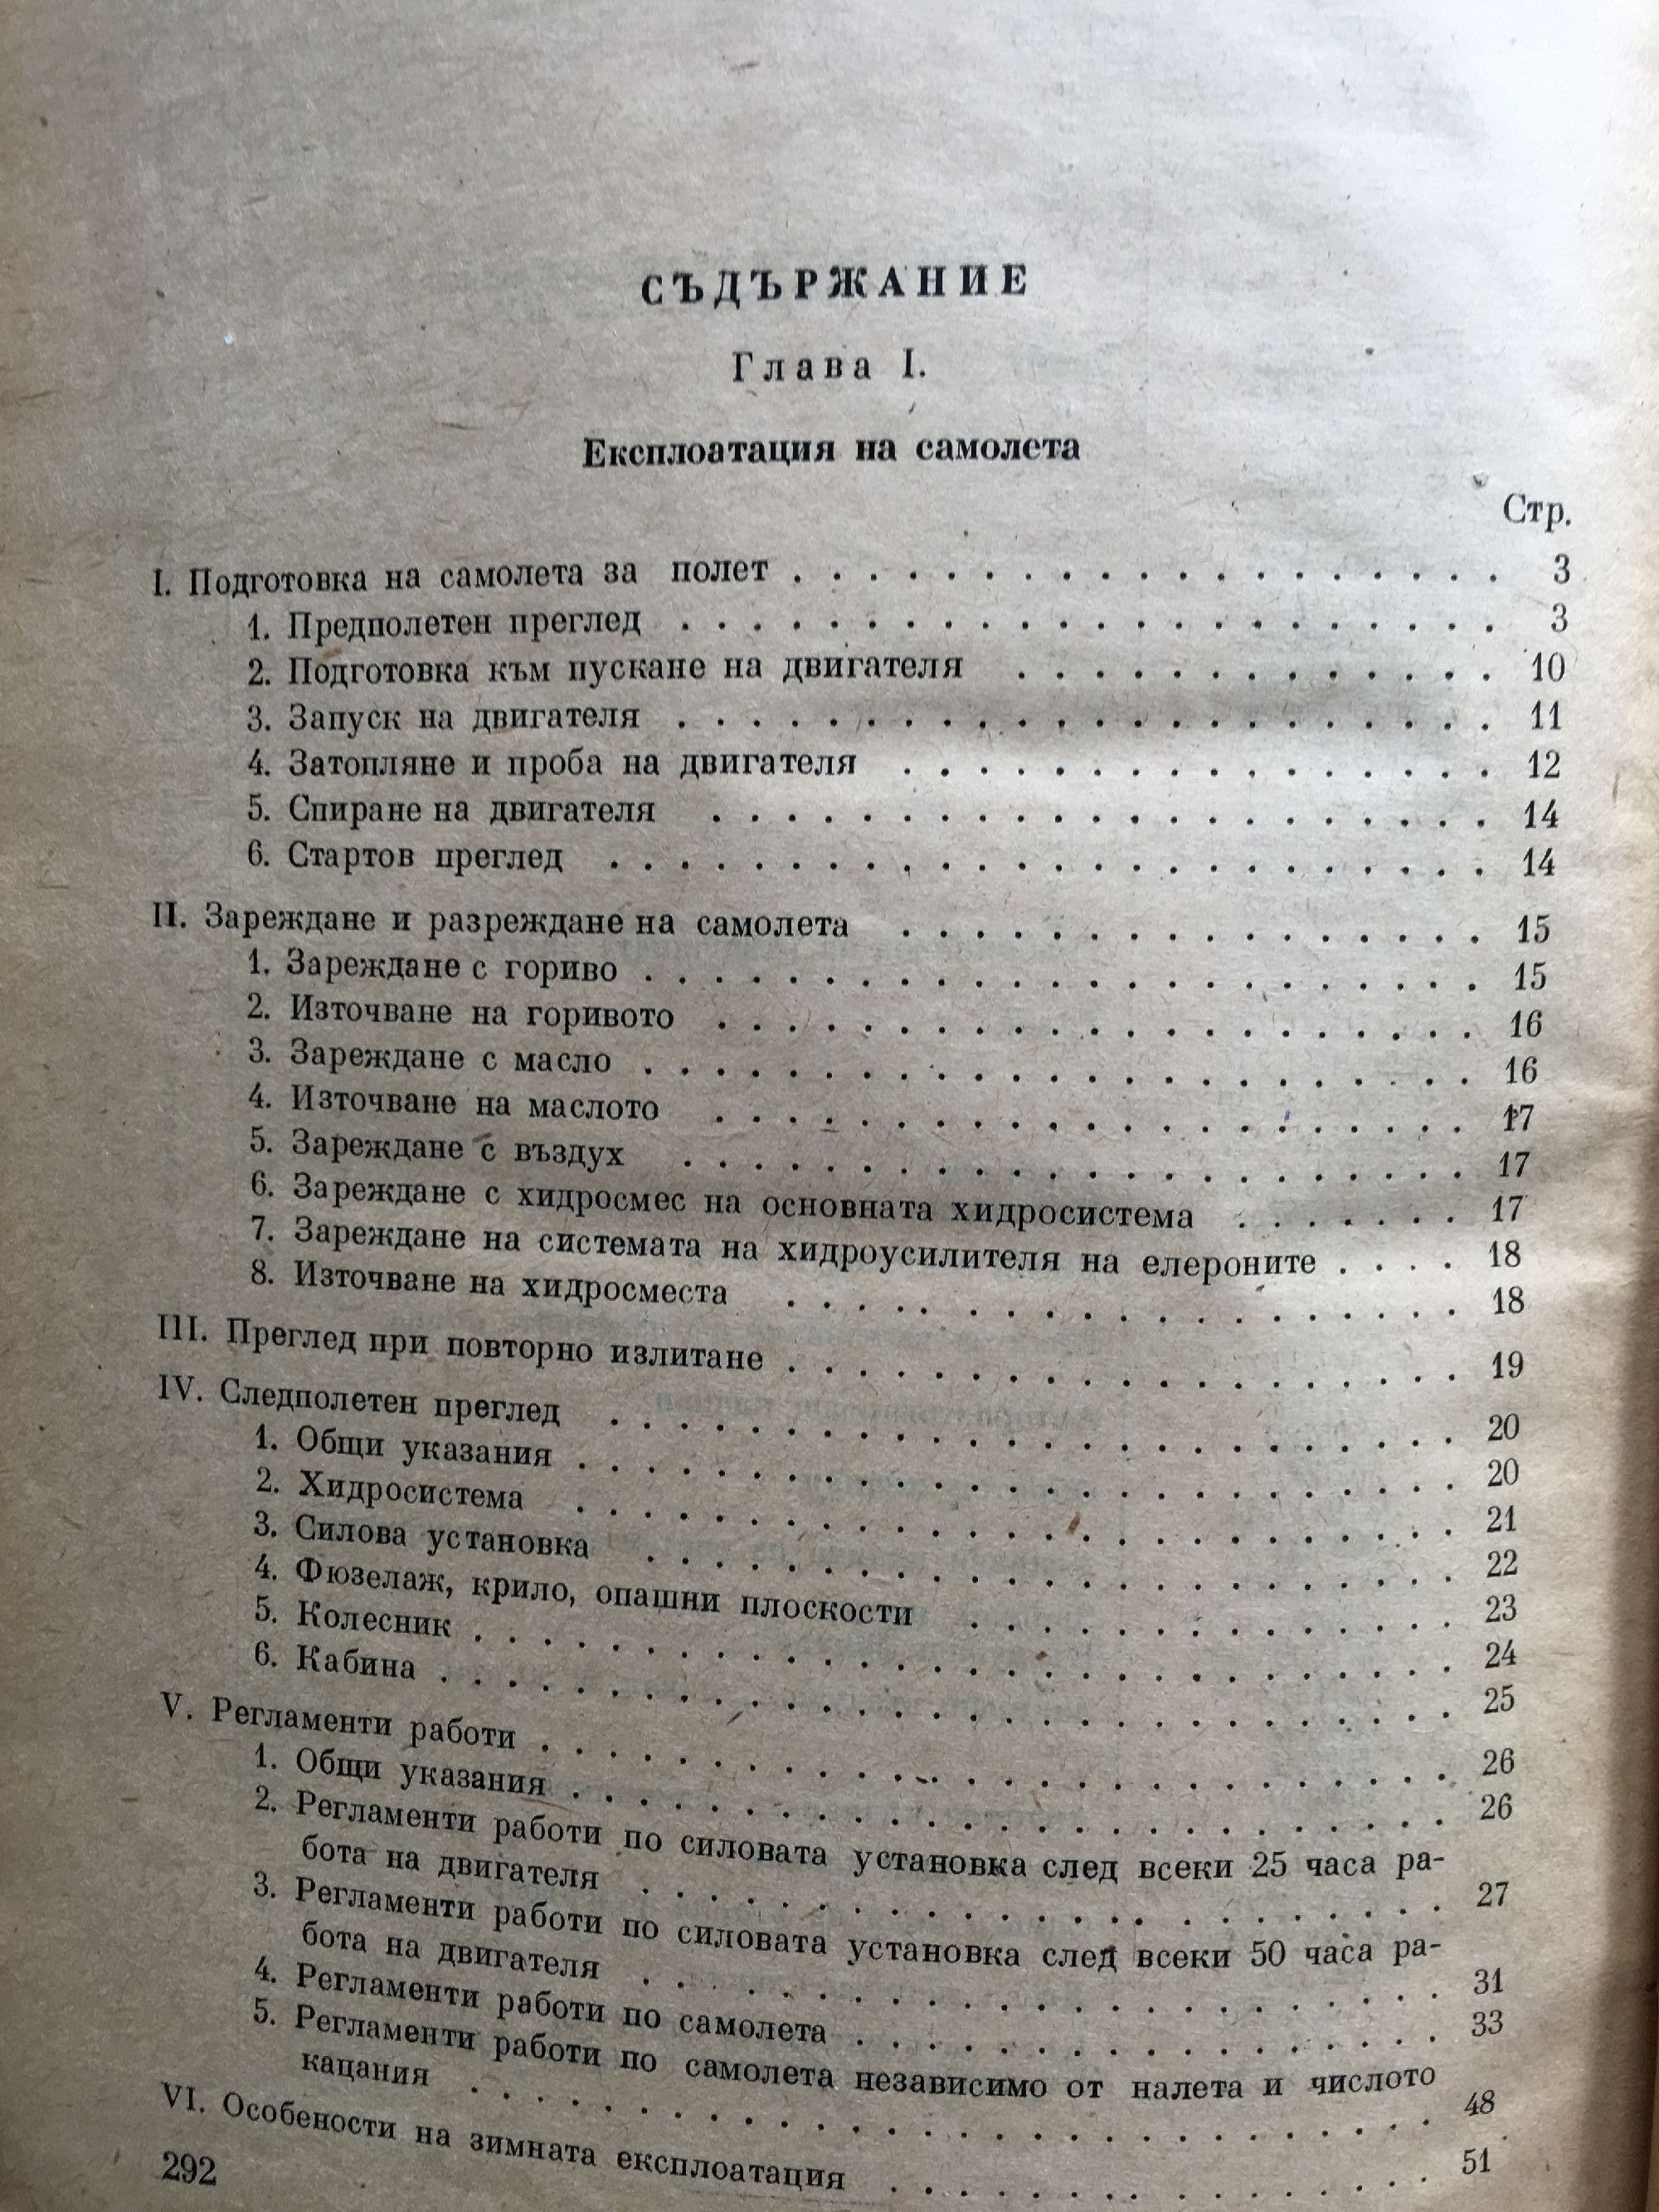 СЪДЪРЖАНИЕ
Глава I.
Експлоатация на самолета
Стр.
I. Подготовка на самолета за полет . . . . . . . . . . . . . . . . . . . 3
1. Предполетен преглед . . . . . . . . . . . . . . . . . . . . . . 3
2. Подготовка към пускане на двигателя . . . . . . . . . . . . . 10
3. Запуск на двигателя . . . . . . . . . . . . . . . . . . . . . . 11
4. Затопляне и проба на двигателя . . . . . . . . . . . . . . . . 12
5. Спиране на двигателя . . . . . . . . . . . . . . . . . . . . . 14
6. Стартов преглед . . . . . . . . . . . . . . . . . . . . . . . . 14
II. Зареждане и разреждане на самолета . . . . . . . . . . . . . . . . 15
1. Зареждане с гориво . . . . . . . . . . . . . . . . . . . . . . . 15
2. Източване на горивото . . . . . . . . . . . . . . . . . . . . . 16
3. Зареждане с масло . . . . . . . . . . . . . . . . . . . . . . . 16
4. Източване на маслото . . . . . . . . . . . . . . . . . . . . . 17
5. Зареждане с въздух . . . . . . . . . . . . . . . . . . . . . . 17
6. Зареждане с хидросмес на основната хидросистема . . . . . . . 17
7. Зареждане на системата на хидроусилителя на елероните . . . . 18
8. Източване на хидросместа . . . . . . . . . . . . . . . . . . . 18
III. Преглед при повторно излитане . . . . . . . . . . . . . . . . . . . 19
IV. Следполетен преглед . . . . . . . . . . . . . . . . . . . . . . . . 20
1. Общи указания . . . . . . . . . . . . . . . . . . . . . . . . . 20
2. Хидросистема . . . . . . . . . . . . . . . . . . . . . . . . . 21
3. Силова установка . . . . . . . . . . . . . . . . . . . . . . . 22
4. Фюзелаж, крило, опашни плоскости . . . . . . . . . . . . . . 23
5. Колесник . . . . . . . . . . . . . . . . . . . . . . . . . . . . 24
6. Кабина . . . . . . . . . . . . . . . . . . . . . . . . . . . . . 25
V. Регламенти работи . . . . . . . . . . . . . . . . . . . . . . . . . . 26
1. Общи указания . . . . . . . . . . . . . . . . . . . . . . . . . 26
2. Регламенти работи по силовата установка след всеки 25 часа ра-
бота на двигателя . . . . . . . . . . . . . . . . . . . . . . . 27
3. Регламенти работи по силовата установка след всеки 50 часа ра-
бота на двигателя . . . . . . . . . . . . . . . . . . . . . . . 31
4. Регламенти работи по самолета . . . . . . . . . . . . . . . . . 33
5. Регламенти работи по самолета независимо от налета и числото
кацания . . . . . . . . . . . . . . . . . . . . . . . . . . . . 48
VI. Особености на зимната експлоатация . . . . . . . . . . . . . . . . 51
292